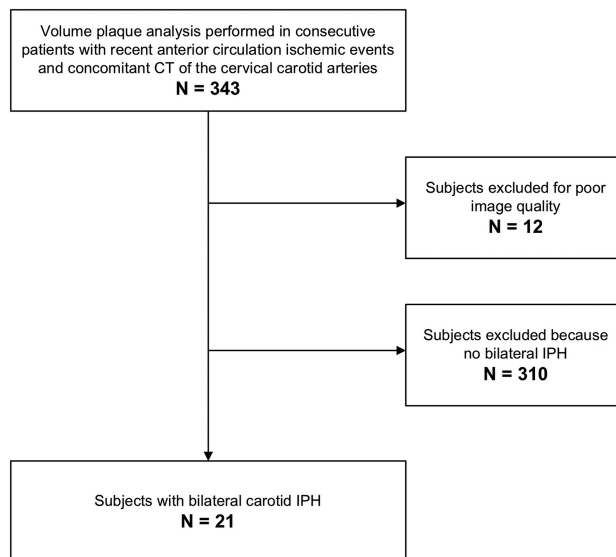 Volume plaque analysis performed in consecutive
patients with recent anterior circulation ischemic events
and concomitant CT of the cervical carotid arteries
N = 343
Subjects excluded for poor
image quality
N = 12
Subjects excluded because
no bilateral IPH
N = 310
Subjects with bilateral carotid IPH
N = 21